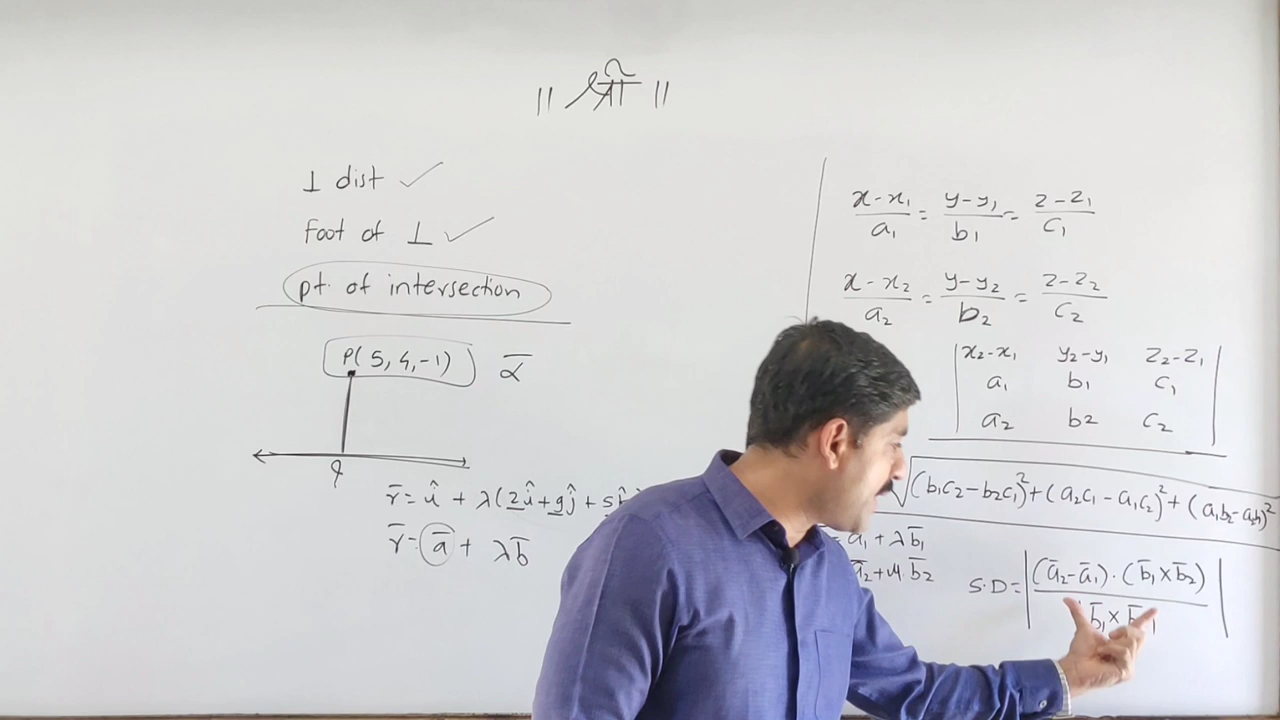 ॥ श्री ॥
⊥ dist ✓
Foot of ⊥ ✓
pt. of intersection
P(5, 4, -1) ᾱ
r̄ = û + λ(2û + 9ĵ + 5k̂
r̄ = ā + λb̄
x-x₁/a₁ = y-y₁/b₁ = z-z₁/c₁
x-x₂/a₂ = y-y₂/b₂ = z-z₂/c₂
| x₂-x₁ y₂-y₁ z₂-z₁ |
| a₁ b₁ c₁ |
| a₂ b₂ c₂ |
√(b₁c₂-b₂c₁)² + (a₂c₁-a₁c₂)² + (a₁b₂-a₂b₁)²
= ā₁ + λb̄₁
ā₂ + μ.b̄₂
S.D = | (ā₂-ā₁)·(b̄₁×b̄₂) / b̄₁×b̄ |